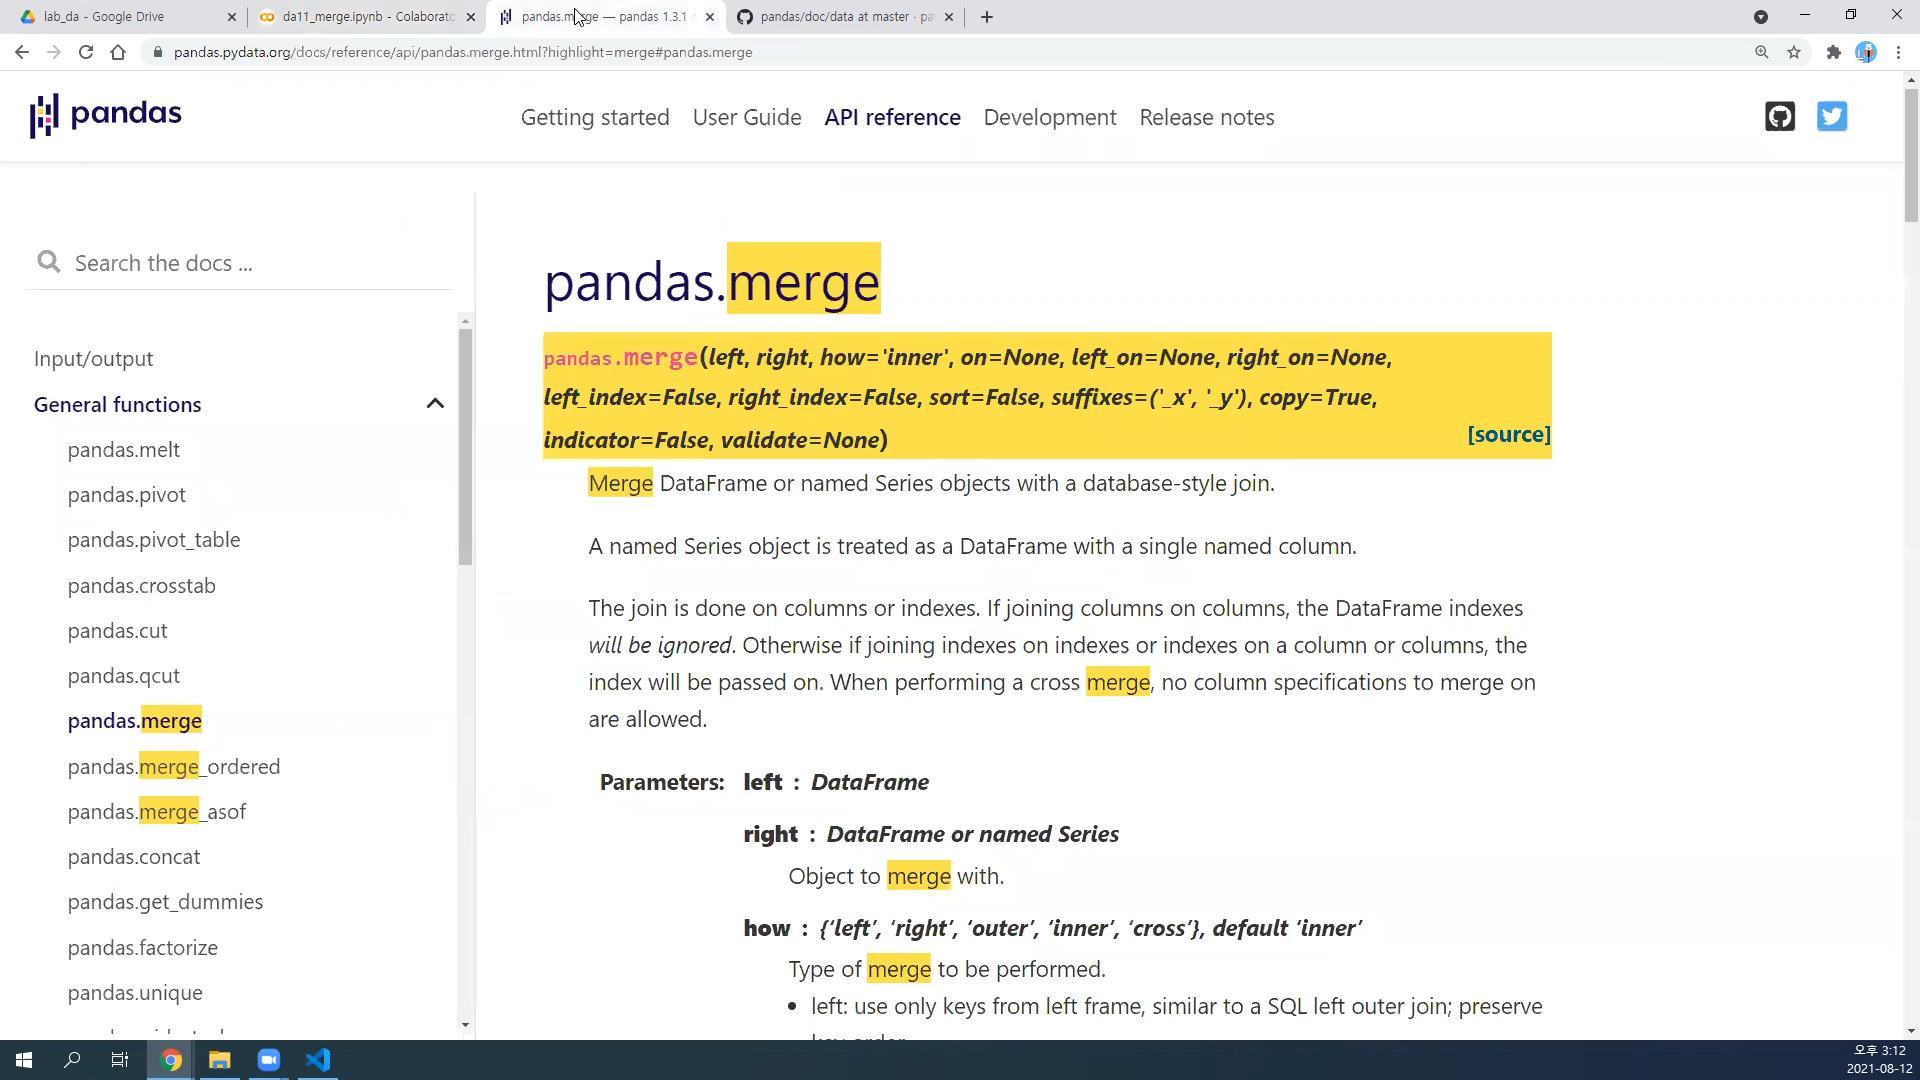 lab_da - Google Drive
da11_merge.ipynb - Colaborato
pandas.merge — pandas 1.3.1
pandas/doc/data at master · pa
pandas.pydata.org/docs/reference/api/pandas.merge.html?highlight=merge#pandas.merge
pandas
Getting started
User Guide
API reference
Development
Release notes
Search the docs ...
Input/output
General functions
pandas.melt
pandas.pivot
pandas.pivot_table
pandas.crosstab
pandas.cut
pandas.qcut
pandas.merge
pandas.merge_ordered
pandas.merge_asof
pandas.concat
pandas.get_dummies
pandas.factorize
pandas.unique
pandas.merge
pandas.merge(left, right, how='inner', on=None, left_on=None, right_on=None,
left_index=False, right_index=False, sort=False, suffixes=('_x', '_y'), copy=True,
indicator=False, validate=None)
[source]
Merge DataFrame or named Series objects with a database-style join.
A named Series object is treated as a DataFrame with a single named column.
The join is done on columns or indexes. If joining columns on columns, the DataFrame indexes
will be ignored. Otherwise if joining indexes on indexes or indexes on a column or columns, the
index will be passed on. When performing a cross merge, no column specifications to merge on
are allowed.
Parameters: left : DataFrame
right : DataFrame or named Series
Object to merge with.
how : {‘left’, ‘right’, ‘outer’, ‘inner’, ‘cross’}, default ‘inner’
Type of merge to be performed.
• left: use only keys from left frame, similar to a SQL left outer join; preserve
key order
오후 3:12
2021-08-12